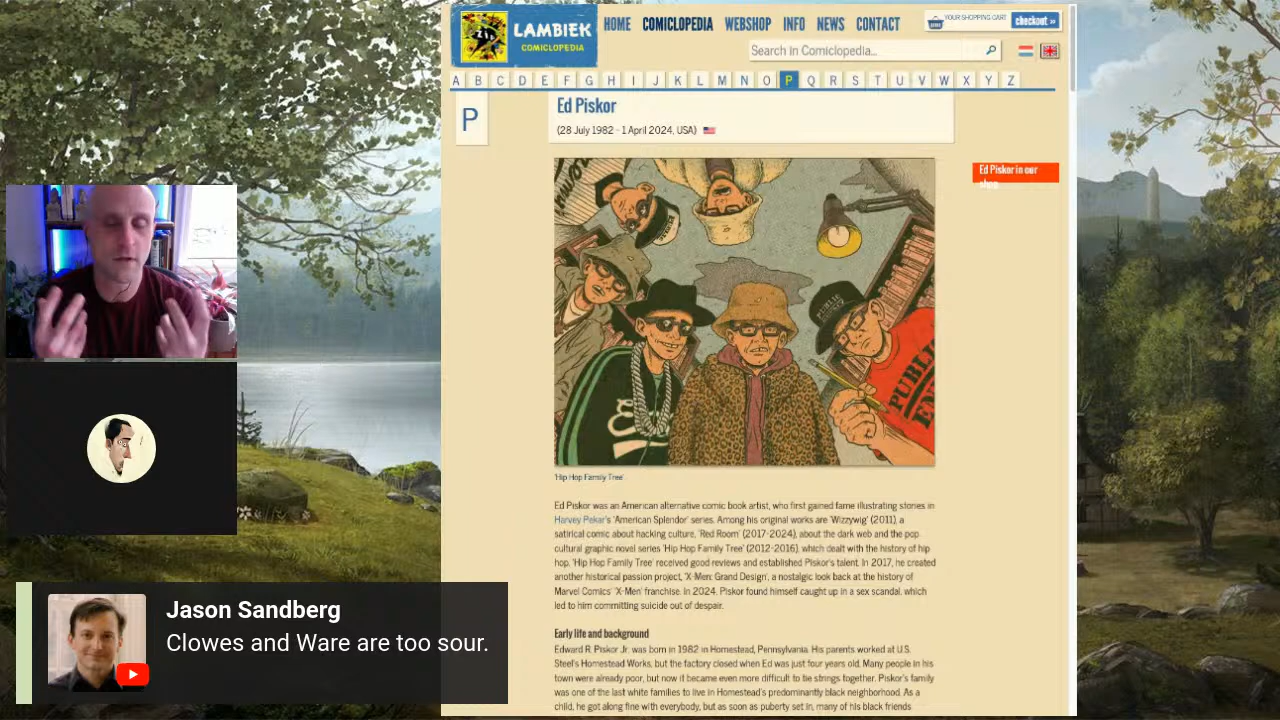 LAMBIEK
COMICLOPEDIA
HOME COMICLOPEDIA WEBSHOP INFO NEWS CONTACT
YOUR SHOPPING CART
checkout »
Search in Comiclopedia...
A B C D E F G H I J K L M N O P Q R S T U V W X Y Z
P
Ed Piskor
(28 July 1982 - 1 April 2024, USA)
Ed Piskor in our
shop
PUBLIC
'Hip Hop Family Tree'
Ed Piskor was an American alternative comic book artist, who first gained fame illustrating stories in
Harvey Pekar's 'American Splendor' series. Among his original works are 'Wizzywig' (2011), a
satirical comic about hacking culture, 'Red Room' (2017-2024), about the dark web and the pop
cultural graphic novel series 'Hip Hop Family Tree' (2012-2016), which dealt with the history of hip
hop. 'Hip Hop Family Tree' received good reviews and established Piskor's talent. In 2017, he created
another historical passion project, 'X-Men: Grand Design', a nostalgic look back at the history of
Marvel Comics' 'X-Men' franchise. In 2024, Piskor found himself caught up in a sex scandal, which
led to him committing suicide out of despair.
Early life and background
Edward R. Piskor Jr. was born in 1982 in Homestead, Pennsylvania. His parents worked at U.S.
Steel's Homestead Works, but the factory closed when Ed was just four years old. Many people in his
town were already poor, but now it became even more difficult to tie strings together. Piskor's family
was one of the last white families to live in Homestead's predominantly black neighborhood. As a
child, he got along fine with everybody, but as soon as puberty set in, many of his black friends
Jason Sandberg
Clowes and Ware are too sour.